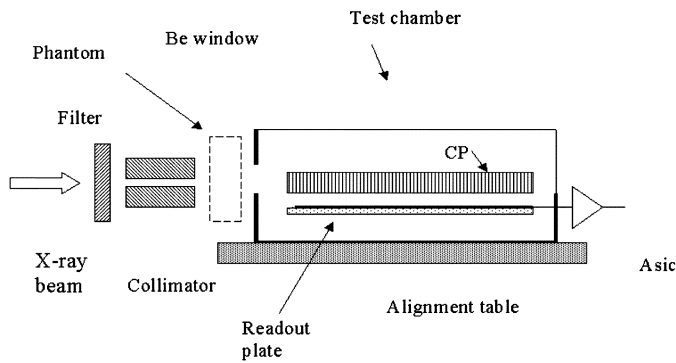 Test chamber
Be window
Phantom
Filter
CP
X-ray
beam
Collimator
Asic
Alignment table
Readout
plate